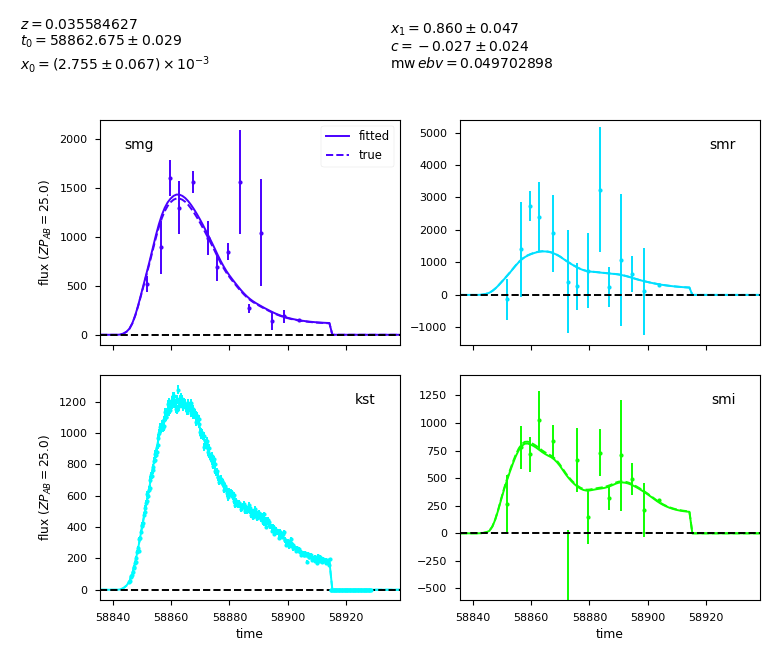 z = 0.035584627
t₀ = 58862.675 ± 0.029
x₀ = (2.755 ± 0.067) × 10⁻³
x₁ = 0.860 ± 0.047
c = −0.027 ± 0.024
mw ebv = 0.049702898
smg
fitted
true
2000
1500
1000
500
0
flux (ZP_AB = 25.0)
smr
5000
4000
3000
2000
1000
0
−1000
kst
1200
1000
800
600
400
200
0
flux (ZP_AB = 25.0)
58840 58860 58880 58900 58920
time
smi
1250
1000
750
500
250
0
−250
−500
58840 58860 58880 58900 58920
time